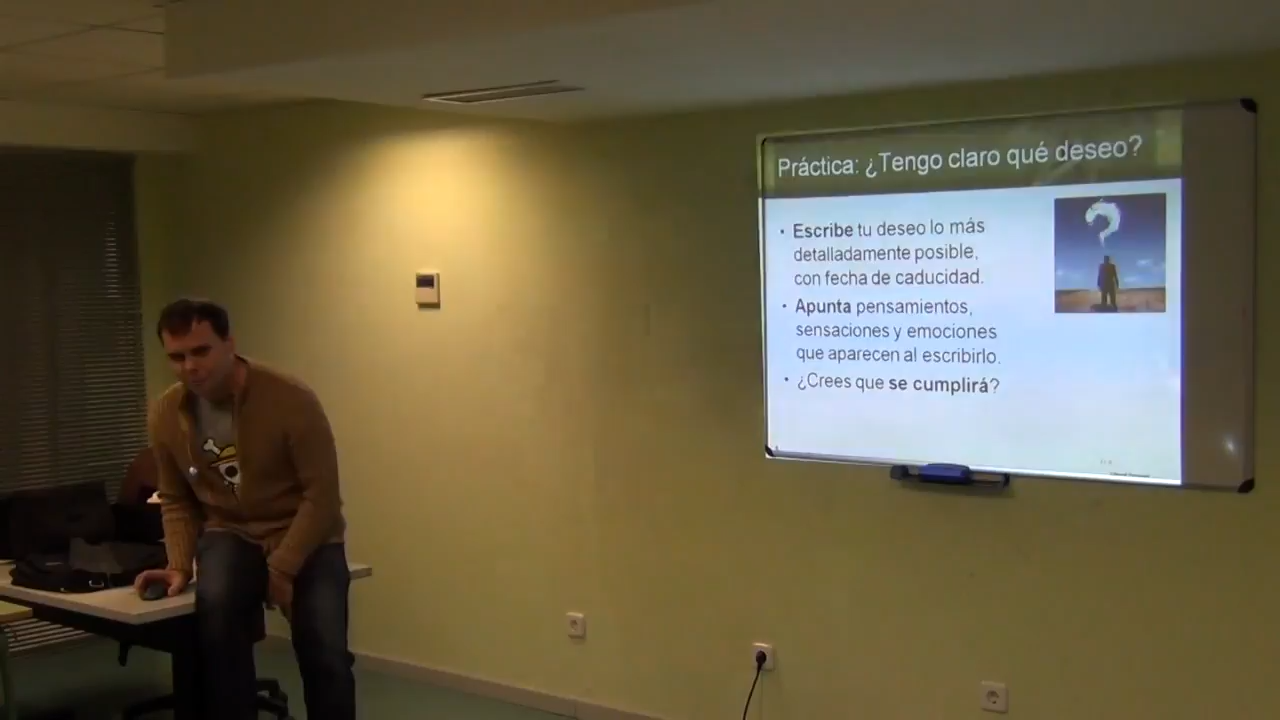 Práctica: ¿Tengo claro qué deseo?
• Escribe tu deseo lo más
detalladamente posible,
con fecha de caducidad.
• Apunta pensamientos,
sensaciones y emociones
que aparecen al escribirlo.
• ¿Crees que se cumplirá?